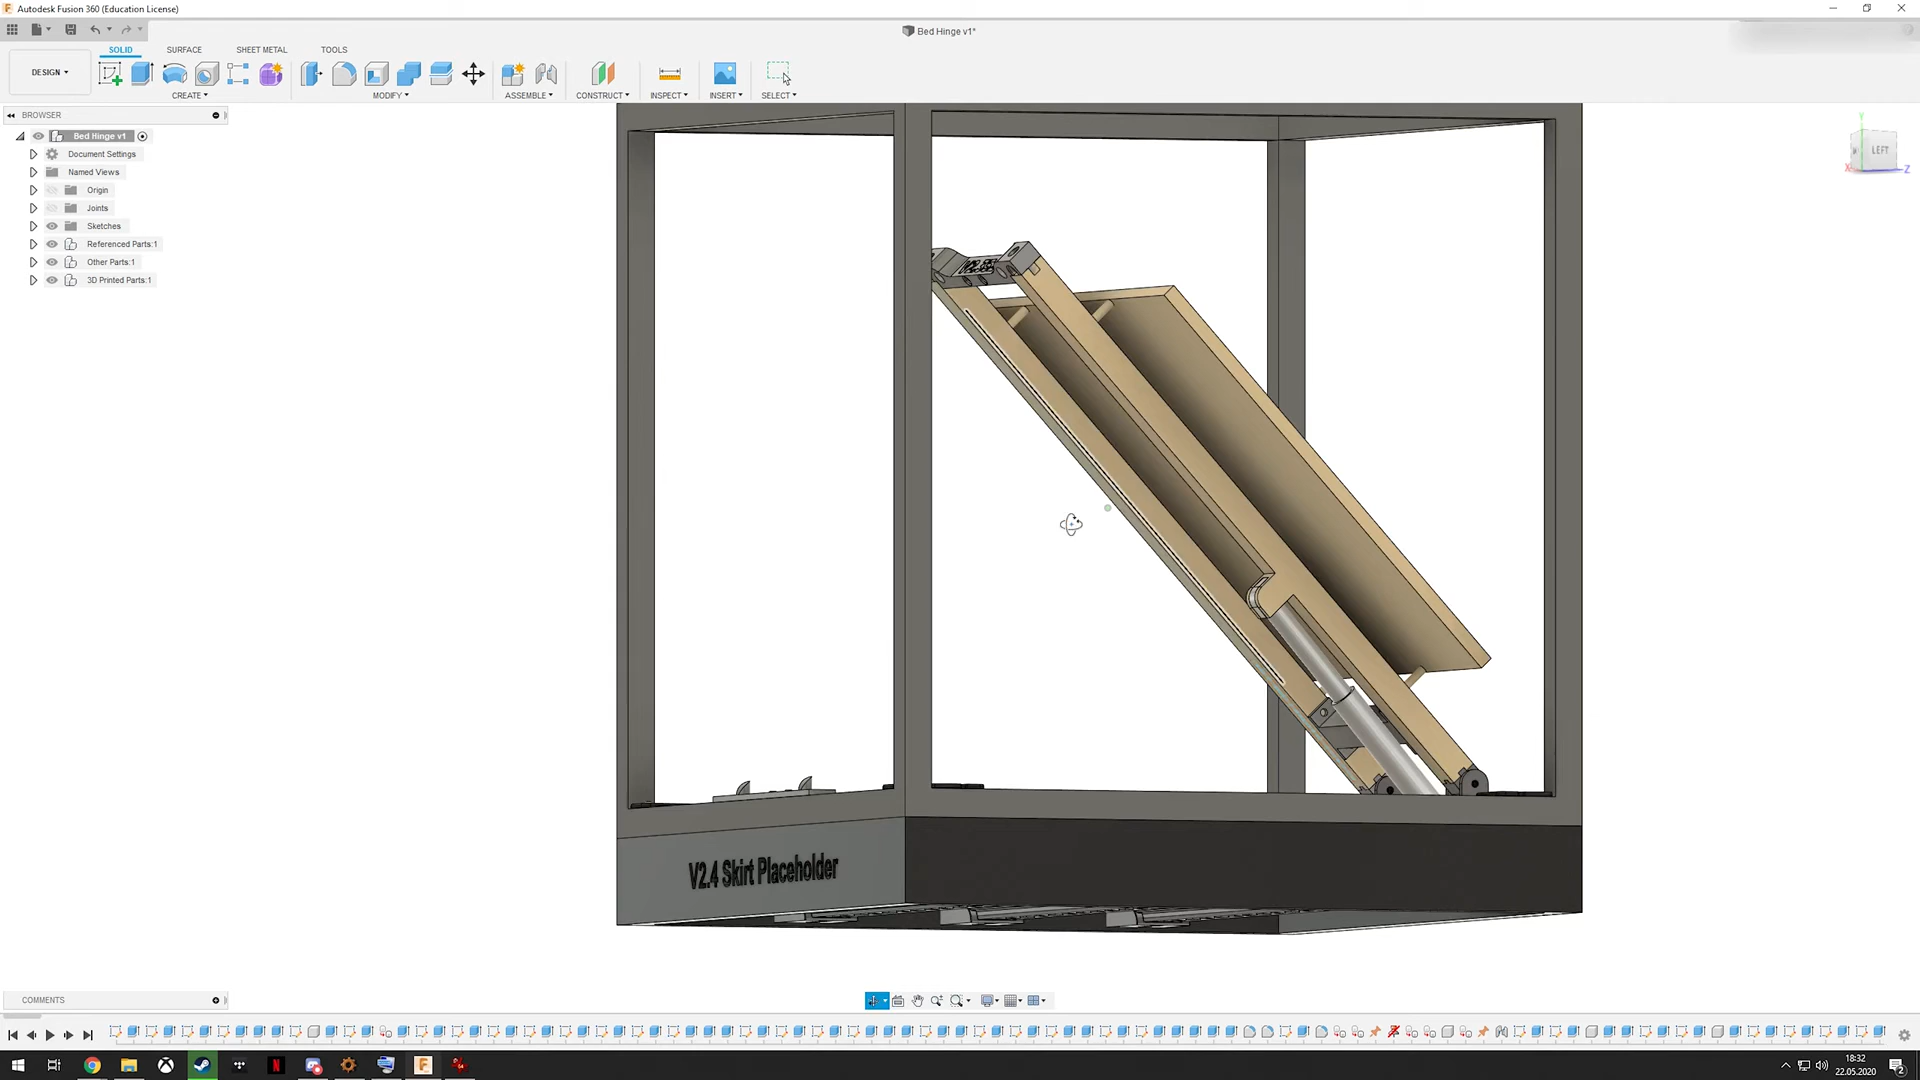 Autodesk Fusion 360 (Education License)
Bed Hinge v1*
SOLID SURFACE SHEET METAL TOOLS
DESIGN
CREATE MODIFY ASSEMBLE CONSTRUCT INSPECT INSERT SELECT
BROWSER
Bed Hinge v1
Document Settings
Named Views
Origin
Joints
Sketches
Referenced Parts:1
Other Parts:1
3D Printed Parts:1
Y
LEFT
X
Z
V2.4 Skirt Placeholder
COMMENTS
18:32
22.05.2020